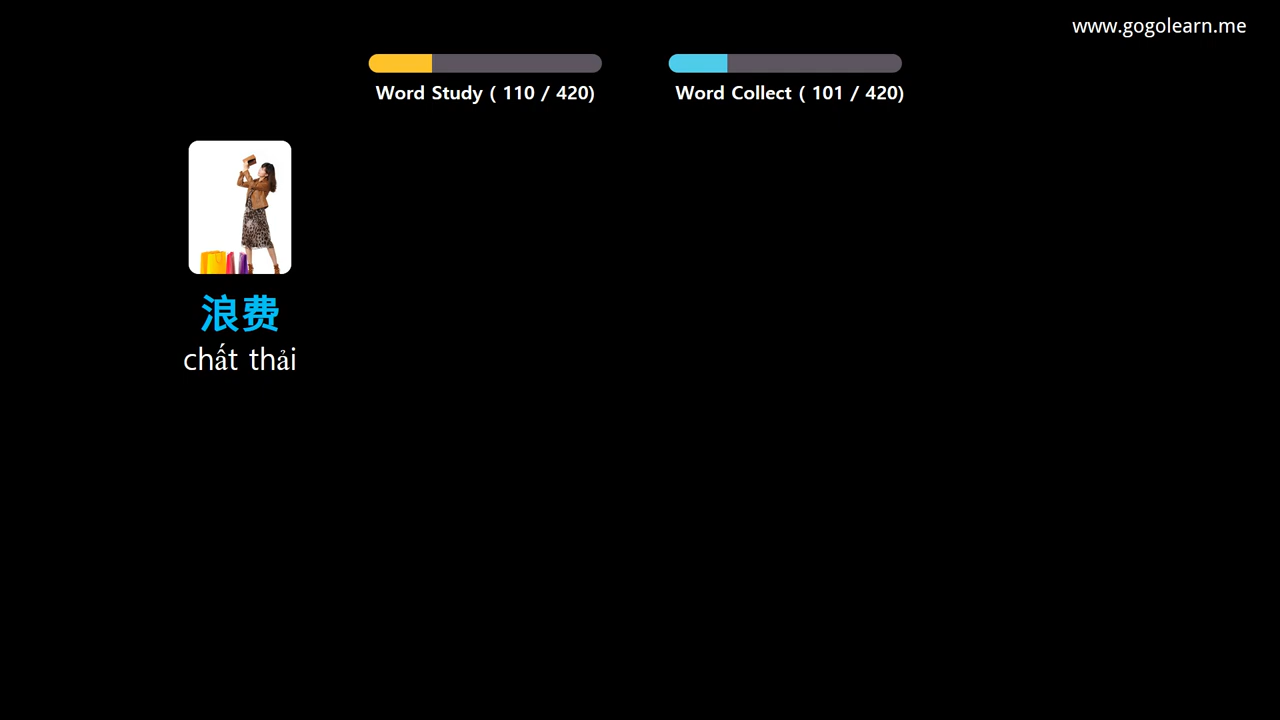 www.gogolearn.me
Word Study ( 110 / 420)
Word Collect ( 101 / 420)
浪费
chất thải